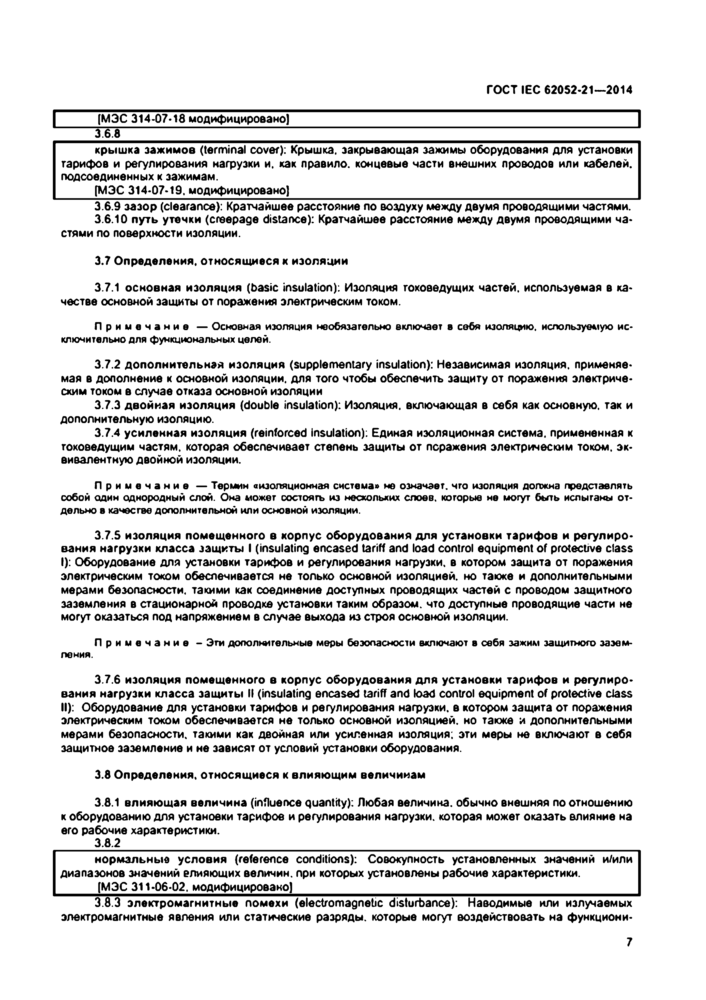 ГОСТ IEC 62052-21—2014
[МЭС 314-07-18 модифицировано]
3.6.8
крышка зажимов (terminal cover): Крышка, закрывающая зажимы оборудования для установки
тарифов и регулирования нагрузки и, как правило, концевые части внешних проводов или кабелей,
подсоединенных к зажимам.
[МЭС 314-07-19, модифицировано]
3.6.9 зазор (clearance): Кратчайшее расстояние по воздуху между двумя проводящими частями.
3.6.10 путь утечки (creepage distance): Кратчайшее расстояние между двумя проводящими ча-
стями по поверхности изоляции.
3.7 Определения, относящиеся к изоляции
3.7.1 основная изоляция (basic insulation): Изоляция токоведущих частей, используемая в ка-
честве основной защиты от поражения электрическим током.
Примечание — Основная изоляция необязательно включает в себя изоляцию, используемую ис-
ключительно для функциональных целей.
3.7.2 дополнительная изоляция (supplementary insulation): Независимая изоляция, применяе-
мая в дополнение к основной изоляции, для того чтобы обеспечить защиту от поражения электриче-
ским током в случае отказа основной изоляции
3.7.3 двойная изоляция (double insulation): Изоляция, включающая в себя как основную, так и
дополнительную изоляцию.
3.7.4 усиленная изоляция (reinforced insulation): Единая изоляционная система, примененная к
токоведущим частям, которая обеспечивает степень защиты от поражения электрическим током, эк-
вивалентную двойной изоляции.
Примечание — Термин «изоляционная система» не означает, что изоляция должна представлять
собой один однородный слой. Она может состоять из нескольких слоев, которые не могут быть испытаны от-
дельно в качестве дополнительной или основной изоляции.
3.7.5 изоляция помещенного в корпус оборудования для установки тарифов и регулиро-
вания нагрузки класса защиты I (insulating encased tariff and load control equipment of protective class
I): Оборудование для установки тарифов и регулирования нагрузки, в котором защита от поражения
электрическим током обеспечивается не только основной изоляцией, но также и дополнительными
мерами безопасности, такими как соединение доступных проводящих частей с проводом защитного
заземления в стационарной проводке установки таким образом, что доступные проводящие части не
могут оказаться под напряжением в случае выхода из строя основной изоляции.
Примечание – Эти дополнительные меры безопасности включают в себя зажим защитного зазем-
ления.
3.7.6 изоляция помещенного в корпус оборудования для установки тарифов и регулиро-
вания нагрузки класса защиты II (insulating encased tariff and load control equipment of protective class
II): Оборудование для установки тарифов и регулирования нагрузки, в котором защита от поражения
электрическим током обеспечивается не только основной изоляцией, но также и дополнительными
мерами безопасности, такими как двойная или усиленная изоляция; эти меры не включают в себя
защитное заземление и не зависят от условий установки оборудования.
3.8 Определения, относящиеся к влияющим величинам
3.8.1 влияющая величина (influence quantity): Любая величина, обычно внешняя по отношению
к оборудованию для установки тарифов и регулирования нагрузки, которая может оказать влияние на
его рабочие характеристики.
3.8.2
нормальные условия (reference conditions): Совокупность установленных значений и/или
диапазонов значений влияющих величин, при которых установлены рабочие характеристики.
[МЭС 311-06-02, модифицировано]
3.8.3 электромагнитные помехи (electromagnetic disturbance): Наводимые или излучаемых
электромагнитные явления или статические разряды, которые могут воздействовать на функциони-
7